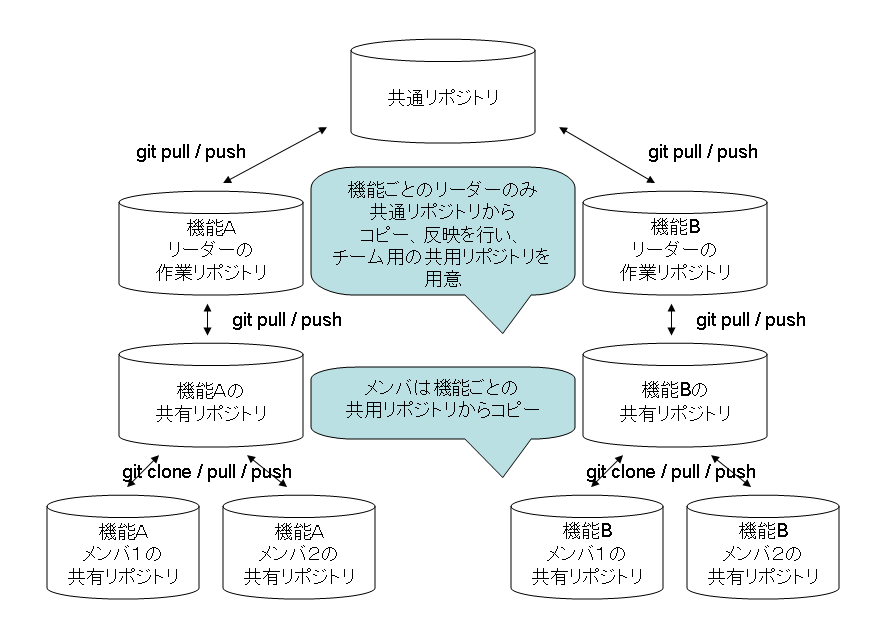 共通リポジトリ
git pull / push
git pull / push
機能ごとのリーダーのみ
共通リポジトリから
コピー、反映を行い、
チーム用の共用リポジトリを
用意
機能A
リーダーの
作業リポジトリ
機能B
リーダーの
作業リポジトリ
git pull / push
git pull / push
機能Aの
共有リポジトリ
メンバは機能ごとの
共用リポジトリからコピー
機能Bの
共有リポジトリ
git clone / pull / push
git clone / pull / push
機能A
メンバ1の
共有リポジトリ
機能A
メンバ2の
共有リポジトリ
機能B
メンバ1の
共有リポジトリ
機能B
メンバ2の
共有リポジトリ